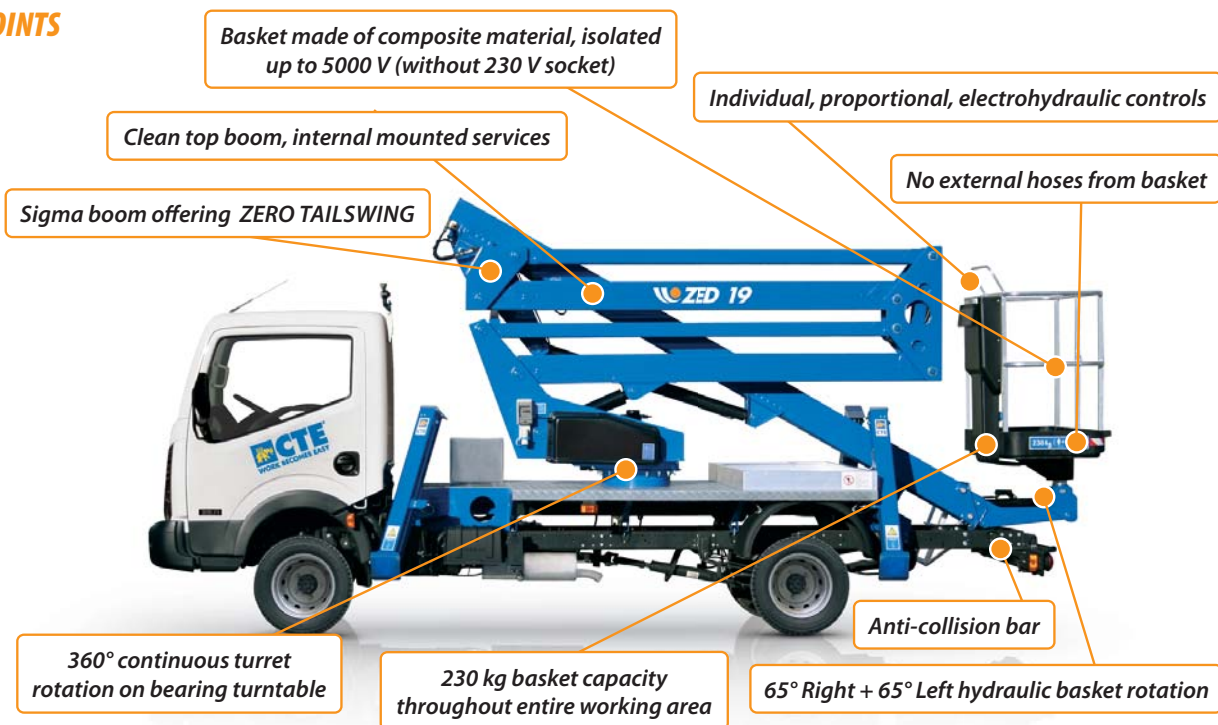 OINTS
Basket made of composite material, isolated
up to 5000 V (without 230 V socket)
Individual, proportional, electrohydraulic controls
Clean top boom, internal mounted services
No external hoses from basket
Sigma boom offering ZERO TAILSWING
ZED 19
CTE
WORK BECOMES EASY
Anti-collision bar
360° continuous turret
rotation on bearing turntable
230 kg basket capacity
throughout entire working area
65° Right + 65° Left hydraulic basket rotation